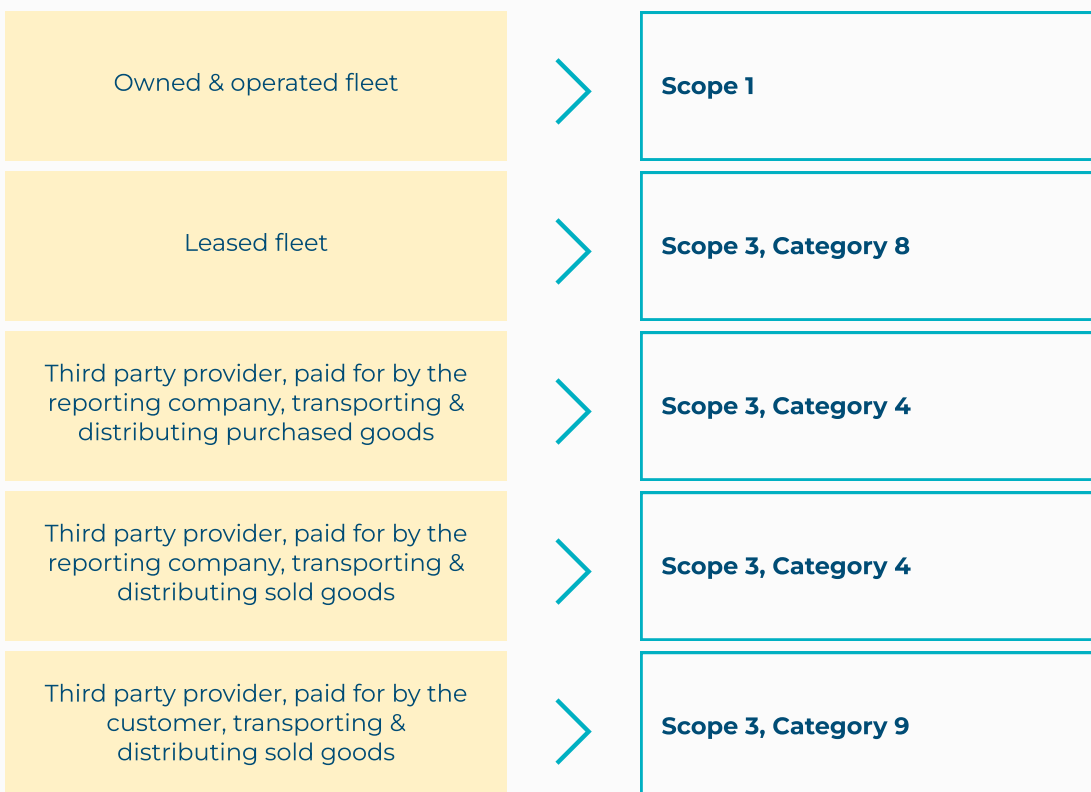 Owned & operated fleet
Scope 1
Leased fleet
Scope 3, Category 8
Third party provider, paid for by the
reporting company, transporting &
distributing purchased goods
Scope 3, Category 4
Third party provider, paid for by the
reporting company, transporting &
distributing sold goods
Scope 3, Category 4
Third party provider, paid for by the
customer, transporting &
distributing sold goods
Scope 3, Category 9